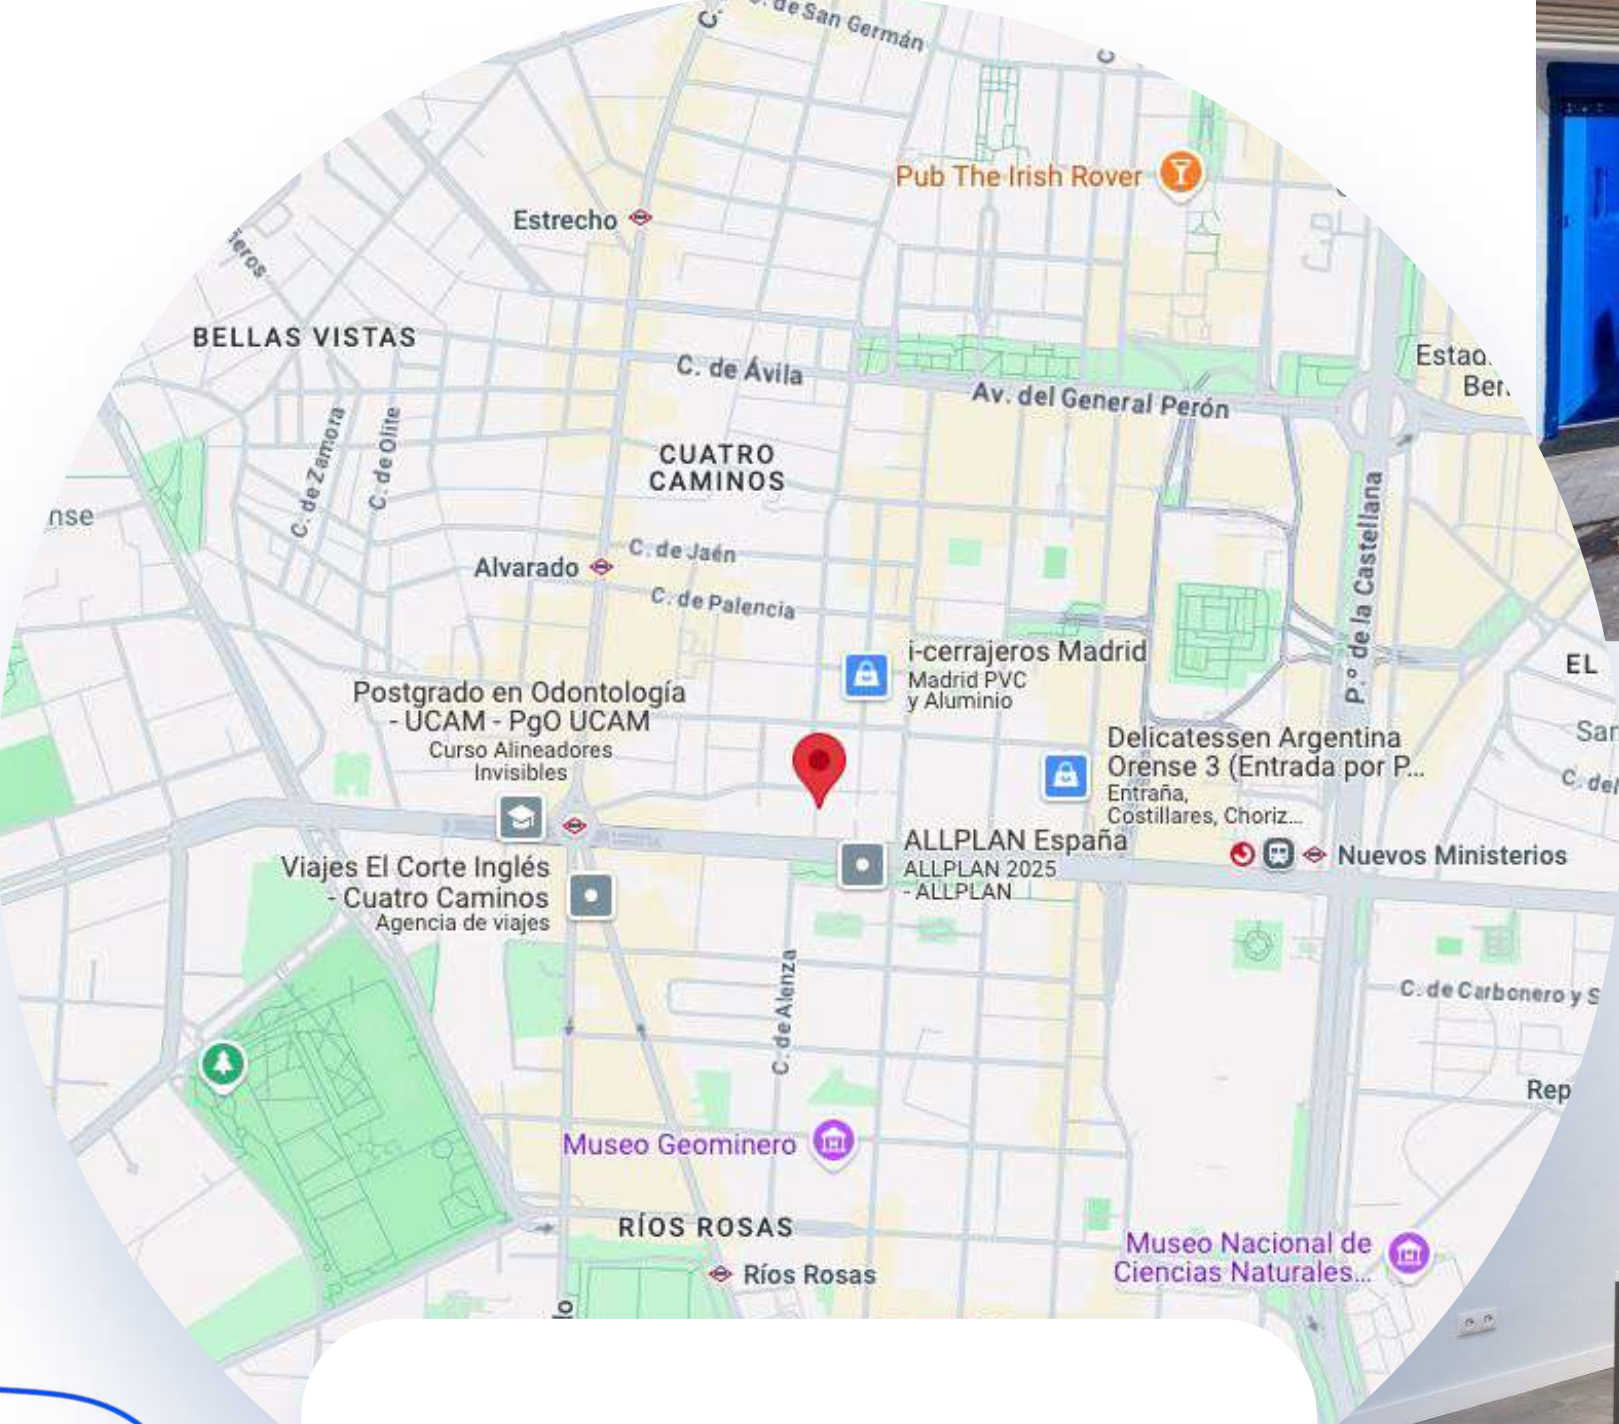 C. de San Germán
Pub The Irish Rover
Estrecho
BELLAS VISTAS
C. de Ávila
Av. del General Perón
CUATRO
CAMINOS
C. de Zamora
C. de Olite
P.º de la Castellana
Alvarado
C. de Jaén
C. de Palencia
i-cerrajeros Madrid
Madrid PVC
y Aluminio
EL
Postgrado en Odontología
- UCAM - PgO UCAM
Curso Alineadores
Invisibles
Delicatessen Argentina
Orense 3 (Entrada por P...
Entraña,
Costillares, Choriz...
C. del
ALLPLAN España
ALLPLAN 2025
- ALLPLAN
Nuevos Ministerios
Viajes El Corte Inglés
- Cuatro Caminos
Agencia de viajes
C. de Alenza
C. de Carbonero y S
Museo Geominero
RÍOS ROSAS
Ríos Rosas
Museo Nacional de
Ciencias Naturales...